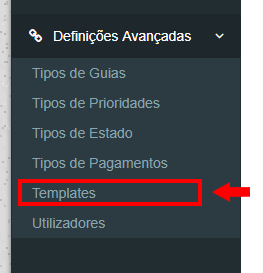 Definições Avançadas
Tipos de Guias
Tipos de Prioridades
Tipos de Estado
Tipos de Pagamentos
Templates
Utilizadores